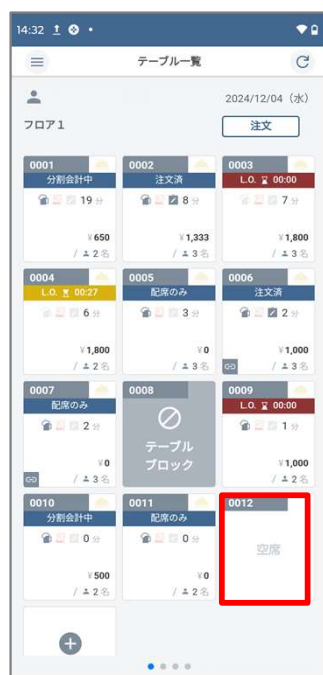 14:32
テーブル一覧
2024/12/04（水）
フロア1
注文
0001
0002
0003
分割会計中
注文済
L.O. 00:00
19 分
8 分
7 分
¥650
¥1,333
¥1,800
/ 2 名
/ 3 名
/ 3 名
0004
0005
0006
L.O. 00:27
配席のみ
注文済
6 分
3 分
2 分
¥1,800
¥0
¥1,000
/ 2 名
/ 3 名
/ 3 名
0007
0008
0009
配席のみ
L.O. 00:00
2 分
1 分
テーブル
ブロック
¥0
¥1,000
/ 3 名
/ 2 名
0010
0011
0012
分割会計中
配席のみ
0 分
0 分
空席
¥500
¥0
/ 2 名
/ 2 名